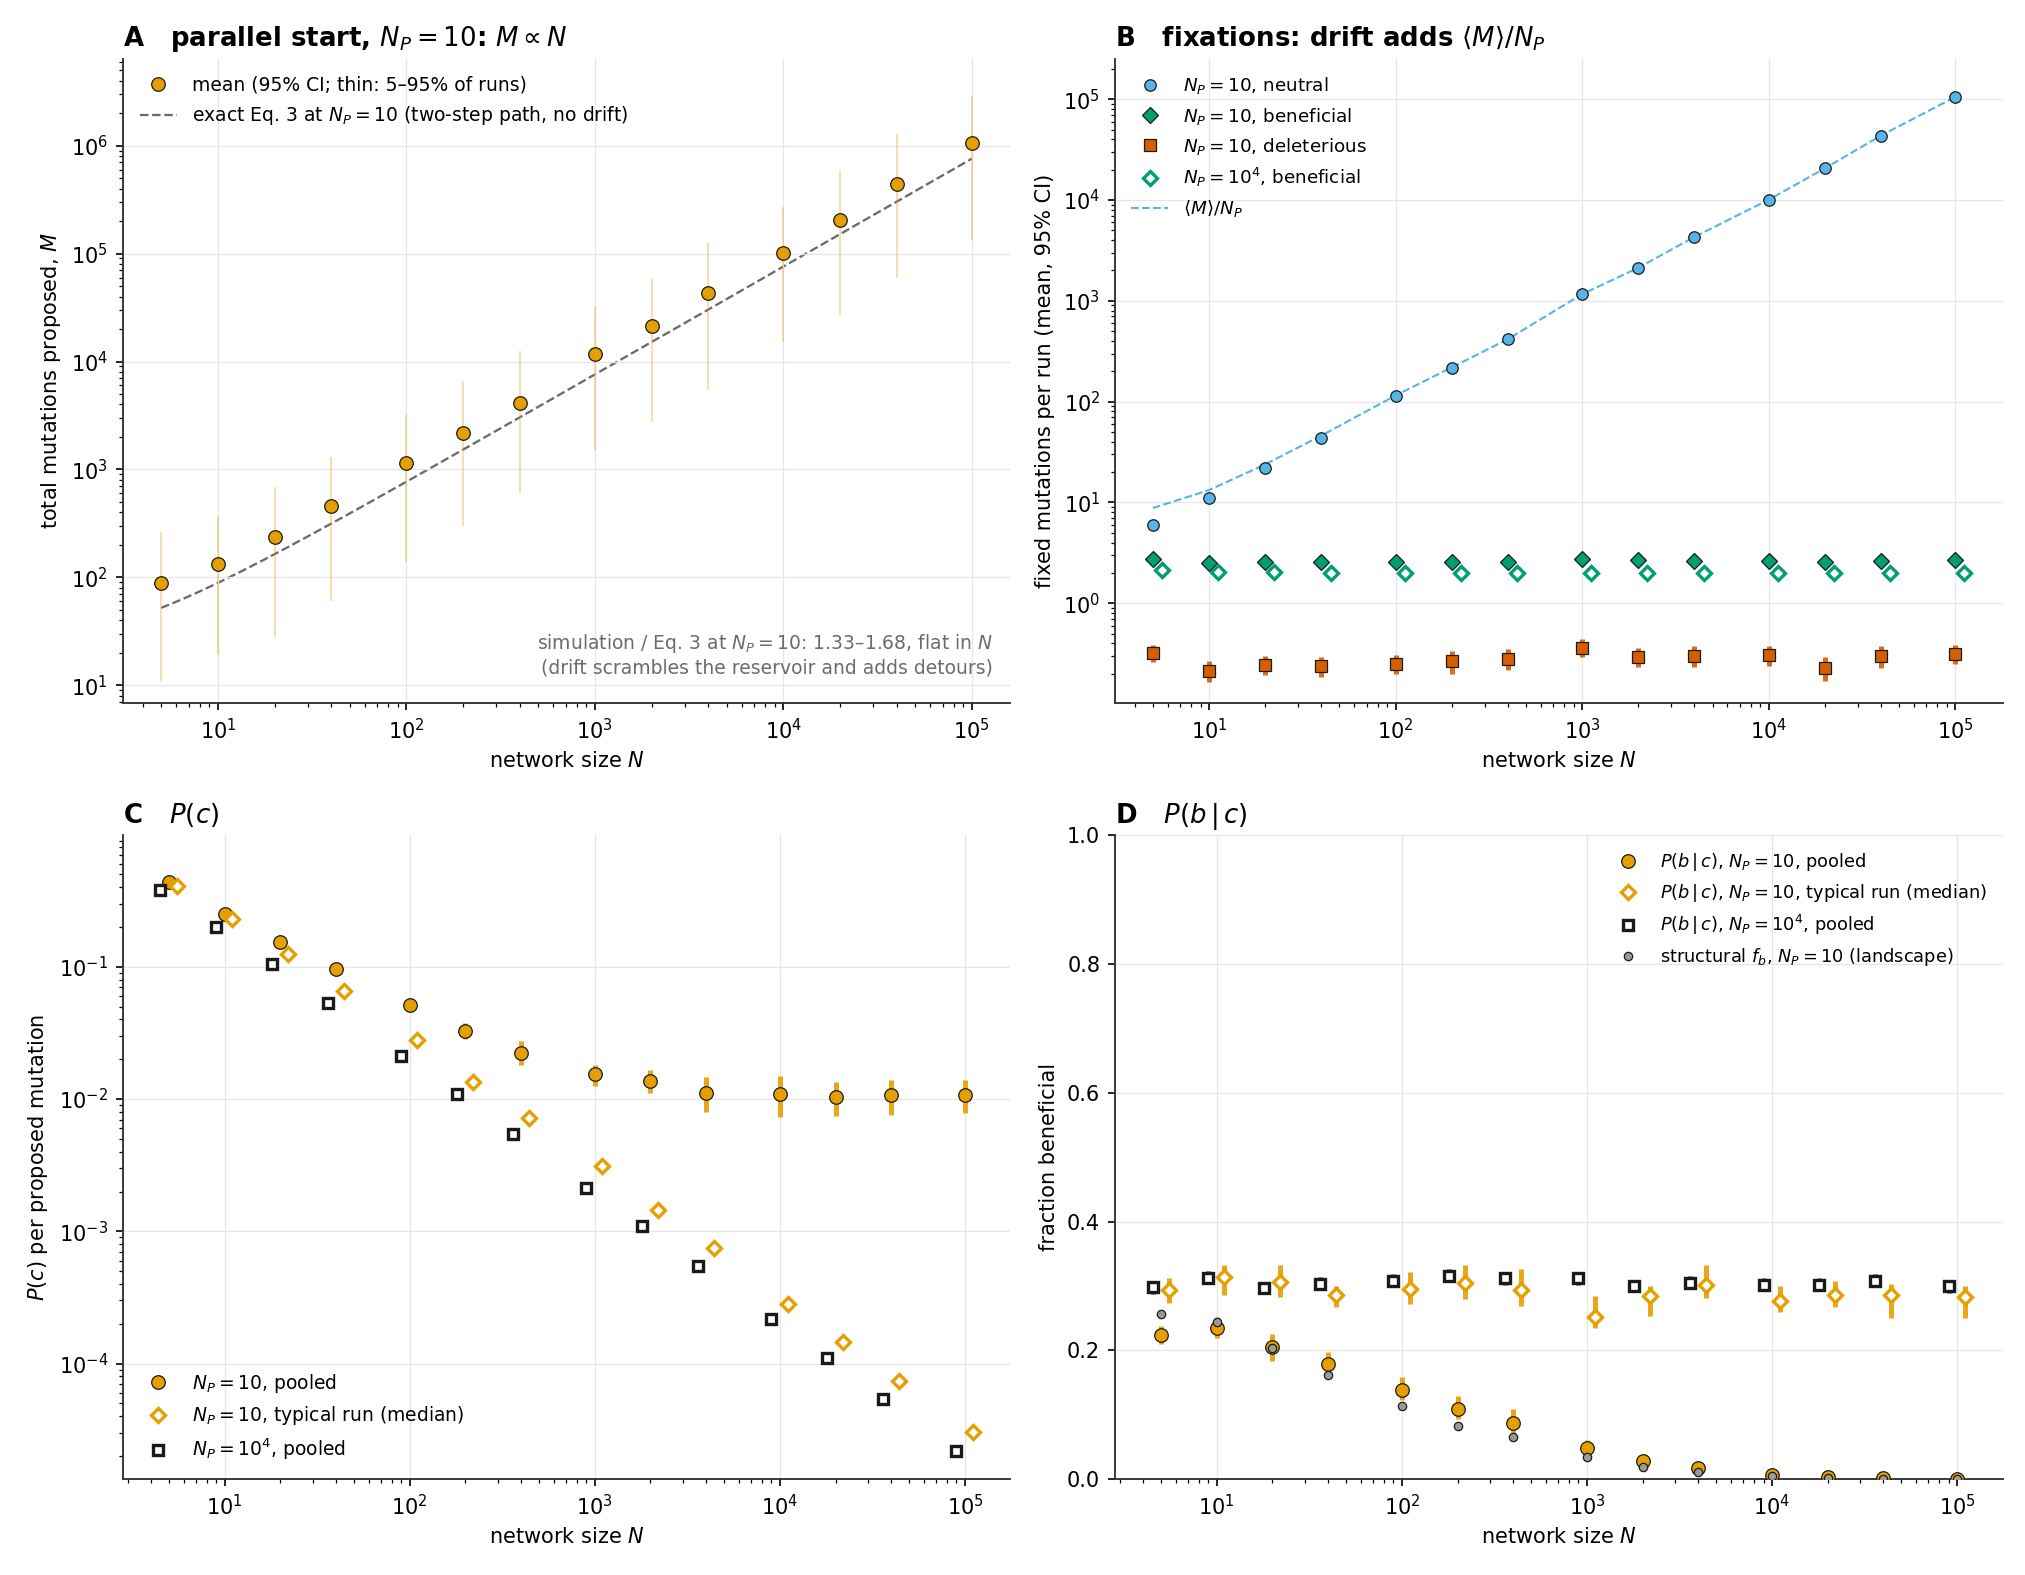 A parallel start, N_P = 10: M ∝ N
mean (95% CI; thin: 5–95% of runs)
exact Eq. 3 at N_P = 10 (two-step path, no drift)
total mutations proposed, M
10^6
10^5
10^4
10^3
10^2
10^1
simulation / Eq. 3 at N_P = 10: 1.33–1.68, flat in N
(drift scrambles the reservoir and adds detours)
10^1 10^2 10^3 10^4 10^5
network size N
B fixations: drift adds ⟨M⟩/N_P
N_P = 10, neutral
N_P = 10, beneficial
N_P = 10, deleterious
N_P = 10^4, beneficial
⟨M⟩/N_P
fixed mutations per run (mean, 95% CI)
10^5
10^4
10^3
10^2
10^1
10^0
10^1 10^2 10^3 10^4 10^5
network size N
C P(c)
P(c) per proposed mutation
10^−1
10^−2
10^−3
10^−4
N_P = 10, pooled
N_P = 10, typical run (median)
N_P = 10^4, pooled
10^1 10^2 10^3 10^4 10^5
network size N
D P(b | c)
P(b | c), N_P = 10, pooled
P(b | c), N_P = 10, typical run (median)
P(b | c), N_P = 10^4, pooled
structural f_b, N_P = 10 (landscape)
fraction beneficial
1.0
0.8
0.6
0.4
0.2
0.0
10^1 10^2 10^3 10^4 10^5
network size N